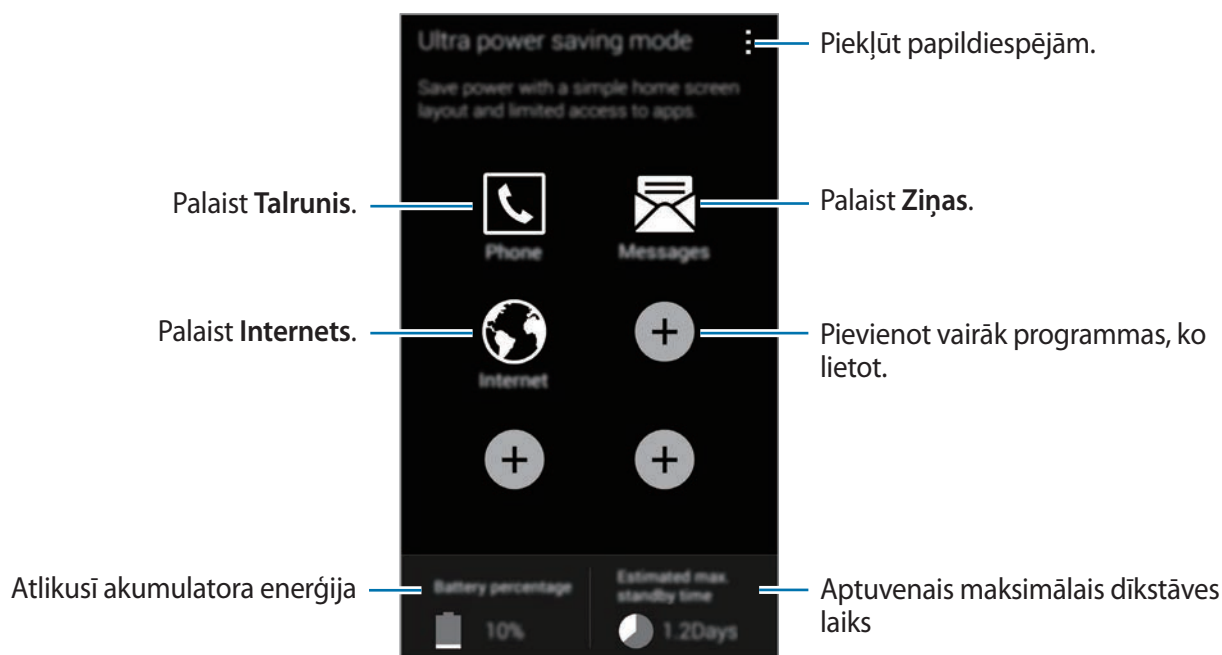 Ultra power saving mode
Piekļūt papildiespējām.
Save power with a simple home screen
layout and limited access to apps.
Palaist Talrunis.
Palaist Ziņas.
Phone
Messages
Palaist Internets.
Pievienot vairāk programmas, ko
lietot.
Internet
Atlikusī akumulatora enerģija
Battery percentage
10%
Estimated max.
standby time
1.2Days
Aptuvenais maksimālais dīkstāves
laiks